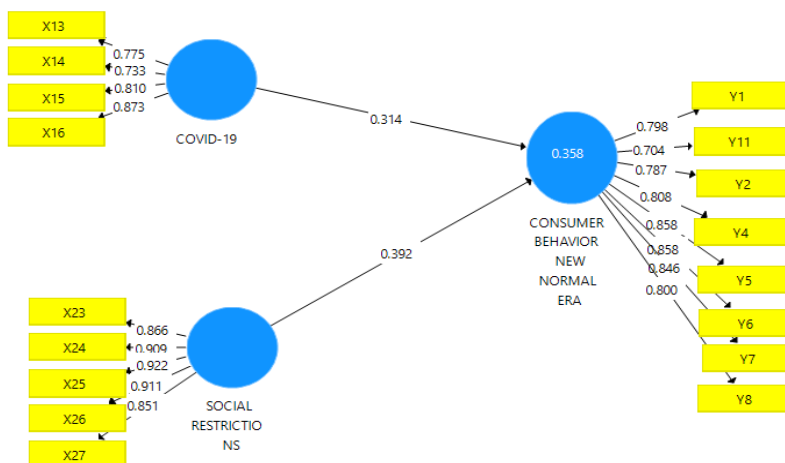 X13
X14
X15
X16
0.775
0.733
0.810
0.873
COVID-19
0.314
X23
X24
X25
X26
X27
0.866
0.909
0.922
0.911
0.851
SOCIAL
RESTRICTIO
NS
0.392
0.358
CONSUMER
BEHAVIOR
NEW
NORMAL
ERA
0.798
0.704
0.787
0.808
0.858
0.858
0.846
0.800
Y1
Y11
Y2
Y4
Y5
Y6
Y7
Y8